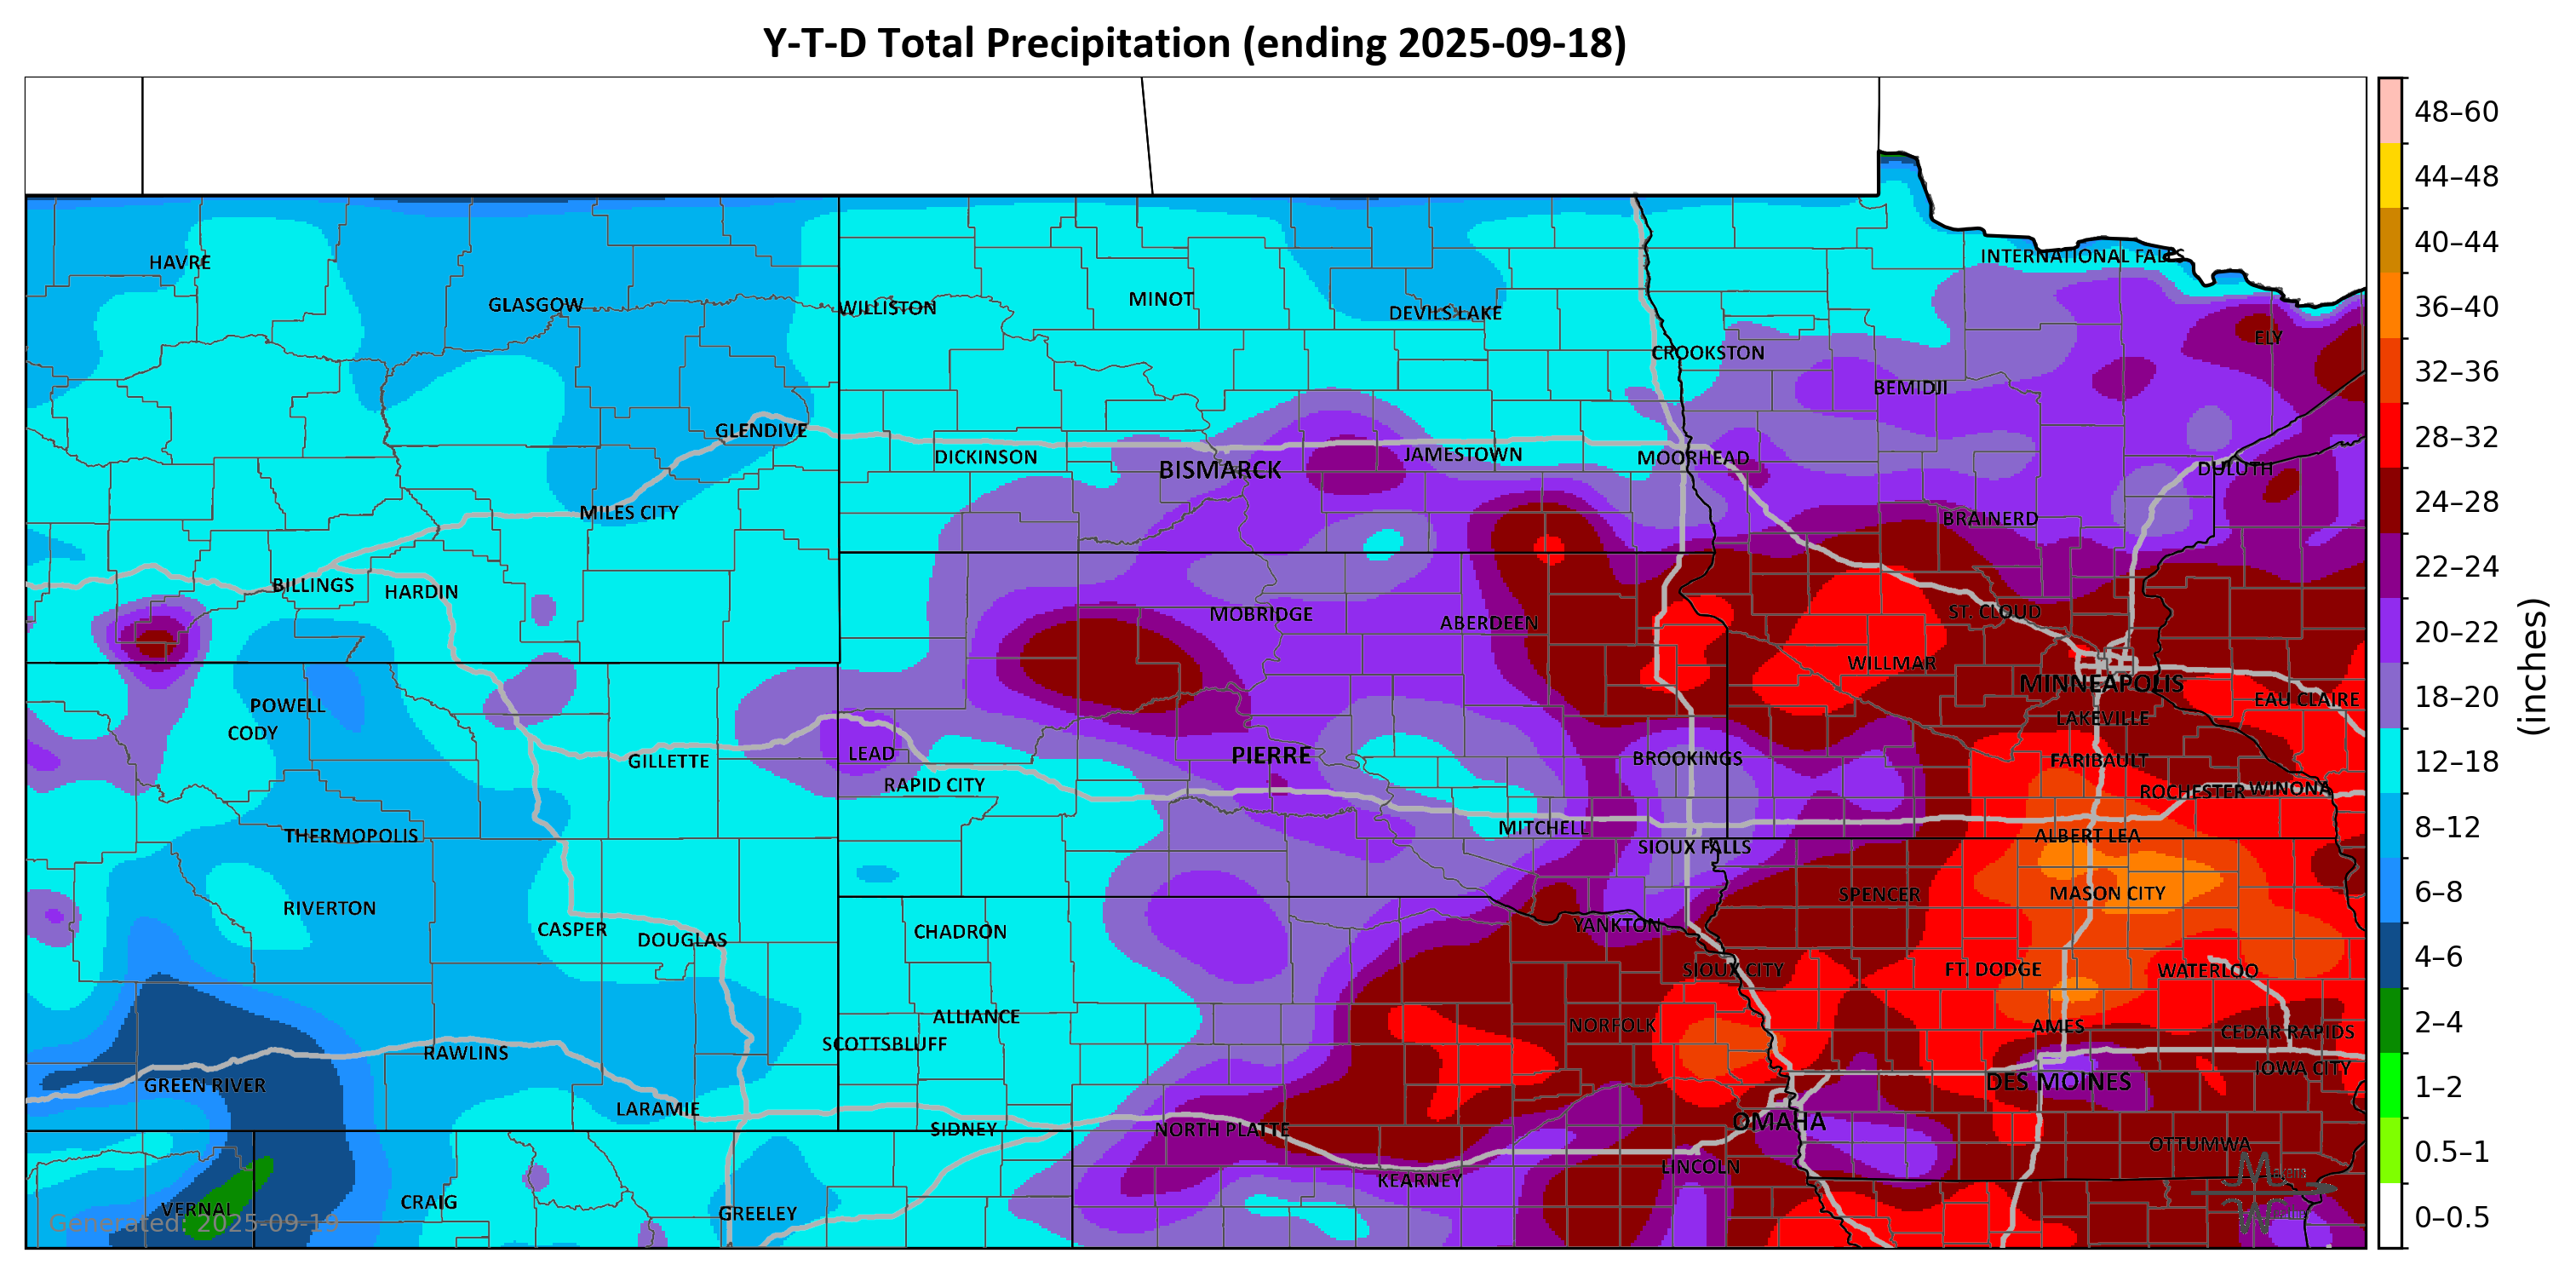 Y-T-D Total Precipitation (ending 2025-09-18)
48–60
44–48
40–44
36–40
32–36
28–32
24–28
22–24
20–22
18–20
12–18
8–12
6–8
4–6
2–4
1–2
0.5–1
0–0.5
(inches)
INTERNATIONAL FALLS
HAVRE
GLASGOW
WILLISTON
MINOT
DEVILS LAKE
ELY
CROOKSTON
BEMIDJI
GLENDIVE
DICKINSON
BISMARCK
JAMESTOWN
MOORHEAD
DULUTH
MILES CITY
BRAINERD
BILLINGS
HARDIN
MOBRIDGE
ABERDEEN
ST. CLOUD
WILLMAR
MINNEAPOLIS
EAU CLAIRE
POWELL
CODY
LAKEVILLE
GILLETTE
LEAD
PIERRE
BROOKINGS
FARIBAULT
RAPID CITY
ROCHESTER
WINONA
THERMOPOLIS
MITCHELL
ALBERT LEA
SIOUX FALLS
SPENCER
MASON CITY
RIVERTON
CASPER
DOUGLAS
CHADRON
YANKTON
SIOUX CITY
FT. DODGE
WATERLOO
ALLIANCE
NORFOLK
AMES
CEDAR RAPIDS
SCOTTSBLUFF
RAWLINS
IOWA CITY
GREEN RIVER
DES MOINES
LARAMIE
OMAHA
SIDNEY
NORTH PLATTE
OTTUMWA
LINCOLN
KEARNEY
CRAIG
VERNAL
GREELEY
Generated: 2025-09-19